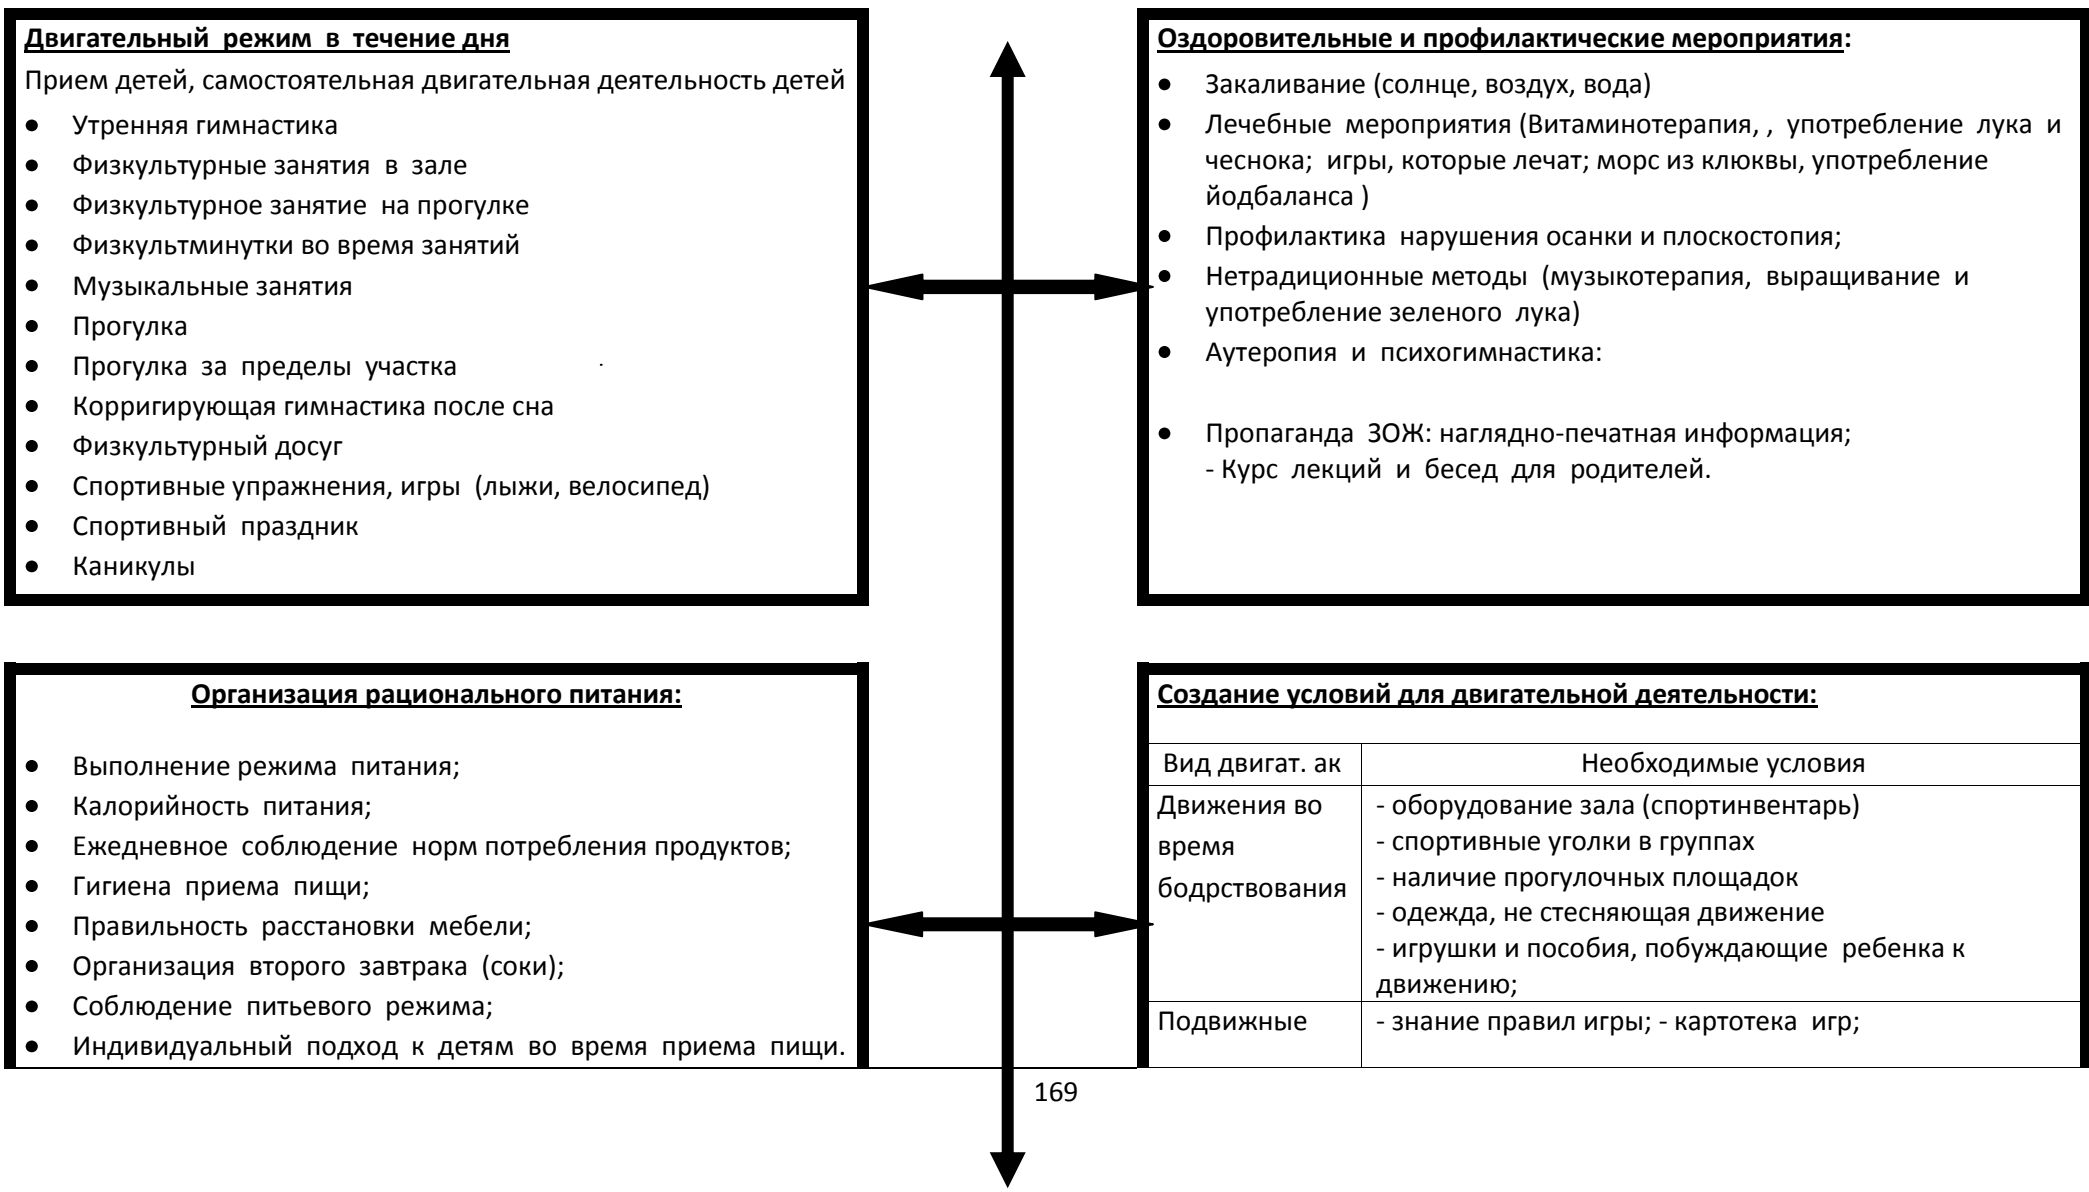 Двигательный режим в течение дня
Прием детей, самостоятельная двигательная деятельность детей
• Утренняя гимнастика
• Физкультурные занятия в зале
• Физкультурное занятие на прогулке
• Физкультминутки во время занятий
• Музыкальные занятия
• Прогулка
• Прогулка за пределы участка
• Корригирующая гимнастика после сна
• Физкультурный досуг
• Спортивные упражнения, игры (лыжи, велосипед)
• Спортивный праздник
• Каникулы
Оздоровительные и профилактические мероприятия:
• Закаливание (солнце, воздух, вода)
• Лечебные мероприятия (Витаминотерапия, , употребление лука и
чеснока; игры, которые лечат; морс из клюквы, употребление
йодбаланса )
• Профилактика нарушения осанки и плоскостопия;
• Нетрадиционные методы (музыкотерапия, выращивание и
употребление зеленого лука)
• Аутеропия и психогимнастика:
• Пропаганда ЗОЖ: наглядно-печатная информация;
- Курс лекций и бесед для родителей.
Организация рационального питания:
• Выполнение режима питания;
• Калорийность питания;
• Ежедневное соблюдение норм потребления продуктов;
• Гигиена приема пищи;
• Правильность расстановки мебели;
• Организация второго завтрака (соки);
• Соблюдение питьевого режима;
• Индивидуальный подход к детям во время приема пищи.
Создание условий для двигательной деятельности:
Вид двигат. ак
Необходимые условия
Движения во
время
бодрствования
- оборудование зала (спортинвентарь)
- спортивные уголки в группах
- наличие прогулочных площадок
- одежда, не стесняющая движение
- игрушки и пособия, побуждающие ребенка к
движению;
Подвижные
- знание правил игры; - картотека игр;
169